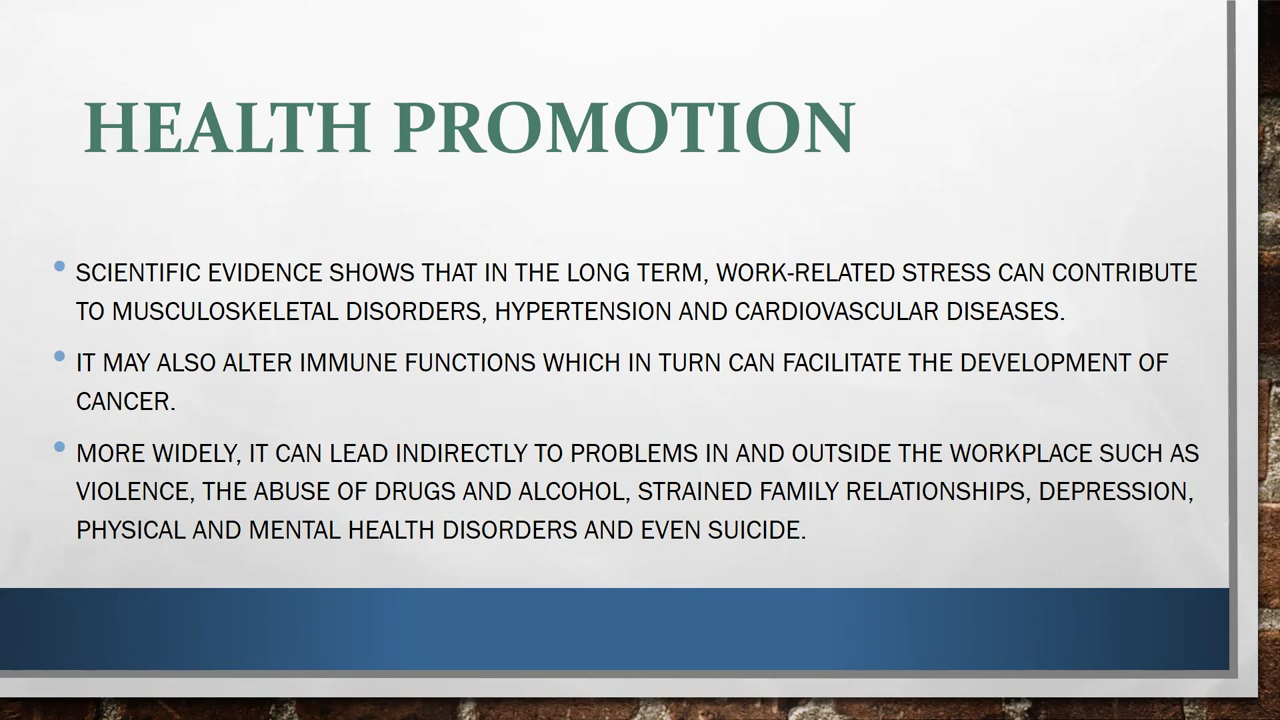 HEALTH PROMOTION
• SCIENTIFIC EVIDENCE SHOWS THAT IN THE LONG TERM, WORK-RELATED STRESS CAN CONTRIBUTE
TO MUSCULOSKELETAL DISORDERS, HYPERTENSION AND CARDIOVASCULAR DISEASES.
• IT MAY ALSO ALTER IMMUNE FUNCTIONS WHICH IN TURN CAN FACILITATE THE DEVELOPMENT OF
CANCER.
• MORE WIDELY, IT CAN LEAD INDIRECTLY TO PROBLEMS IN AND OUTSIDE THE WORKPLACE SUCH AS
VIOLENCE, THE ABUSE OF DRUGS AND ALCOHOL, STRAINED FAMILY RELATIONSHIPS, DEPRESSION,
PHYSICAL AND MENTAL HEALTH DISORDERS AND EVEN SUICIDE.